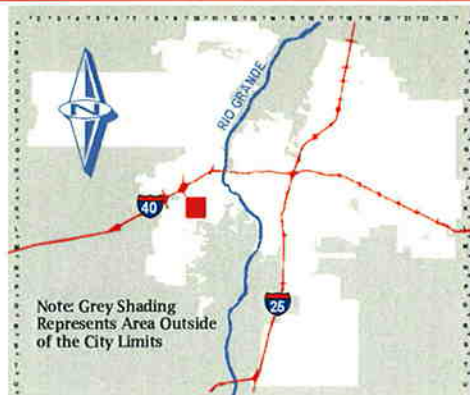 N
RIO GRANDE
40
25
Note: Grey Shading
Represents Area Outside
of the City Limits